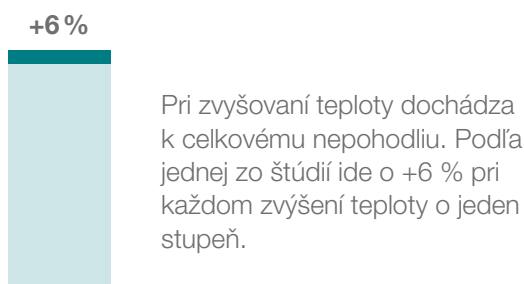 +6 %
Pri zvyšovaní teploty dochádza
k celkovému nepohodliu. Podľa
jednej zo štúdií ide o +6 % pri
každom zvýšení teploty o jeden
stupeň.